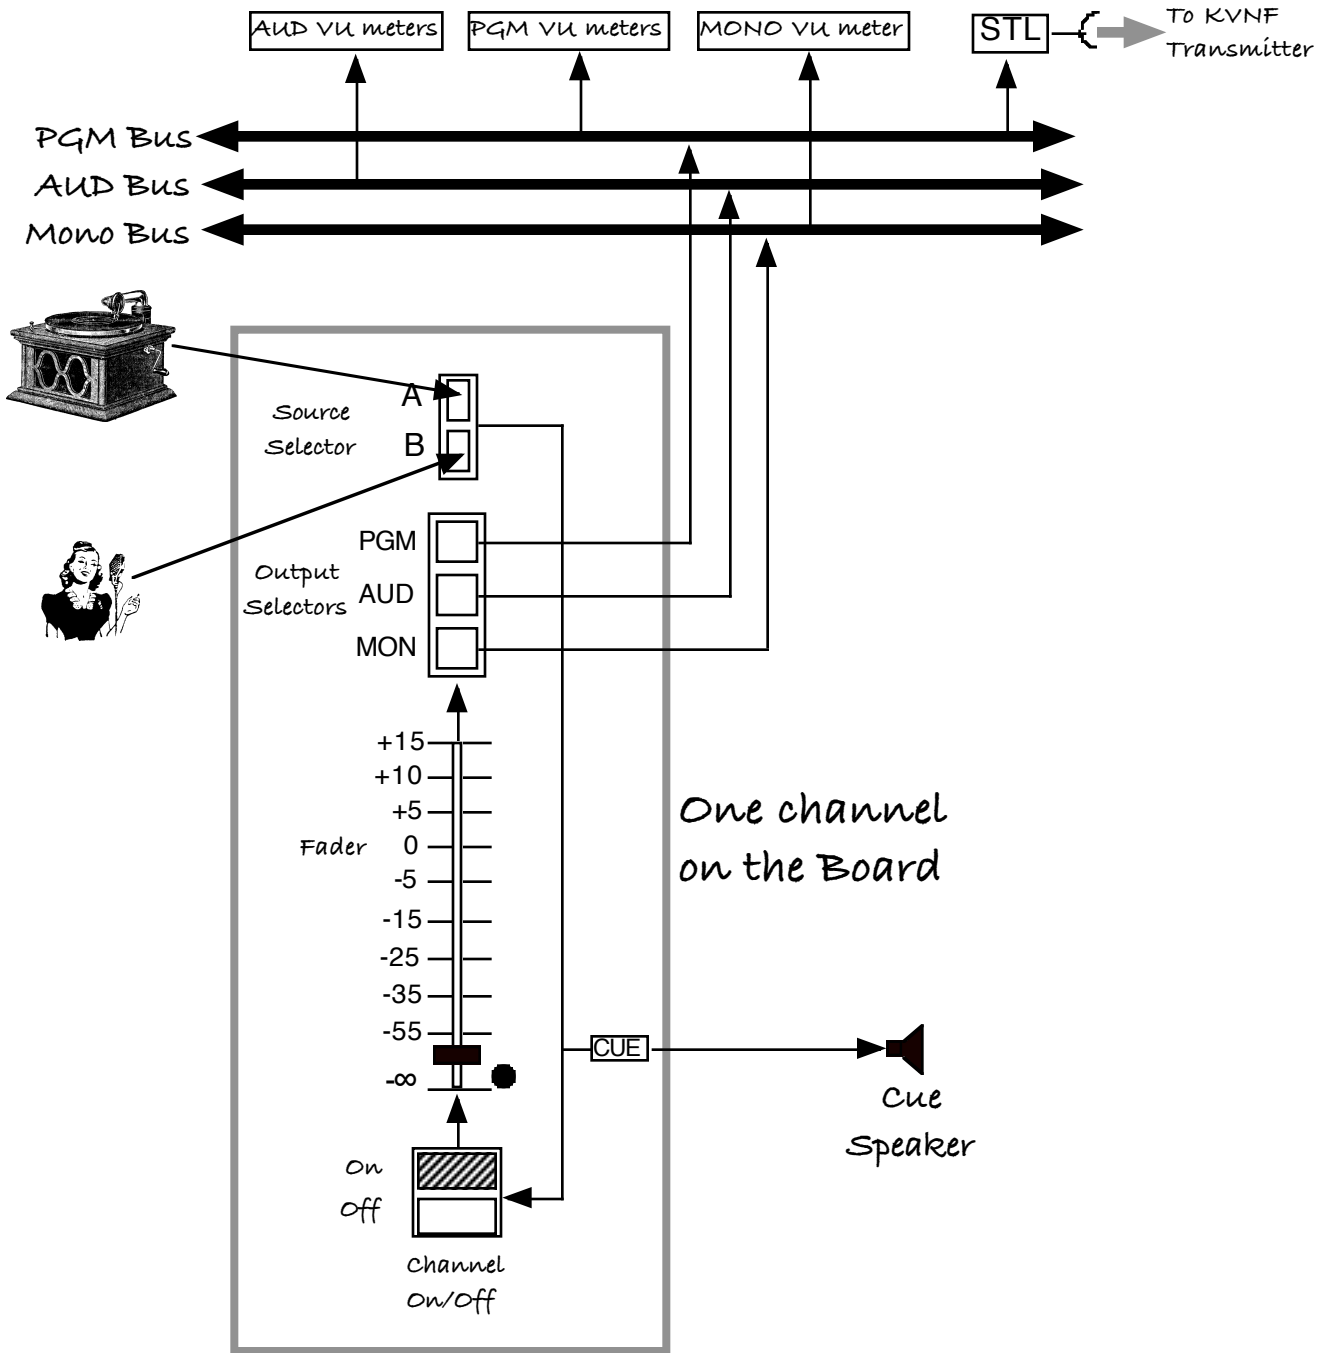 AUD VU meters
PGM VU meters
MONO VU meter
STL
To KVNF
Transmitter
PGM Bus
AUD Bus
Mono Bus
A
Source
Selector
B
PGM
Output
Selectors
AUD
MON
+15
+10
+5
Fader
0
-5
-15
-25
-35
-55
-∞
One channel
on the Board
CUE
Cue
Speaker
On
Off
Channel
On/Off